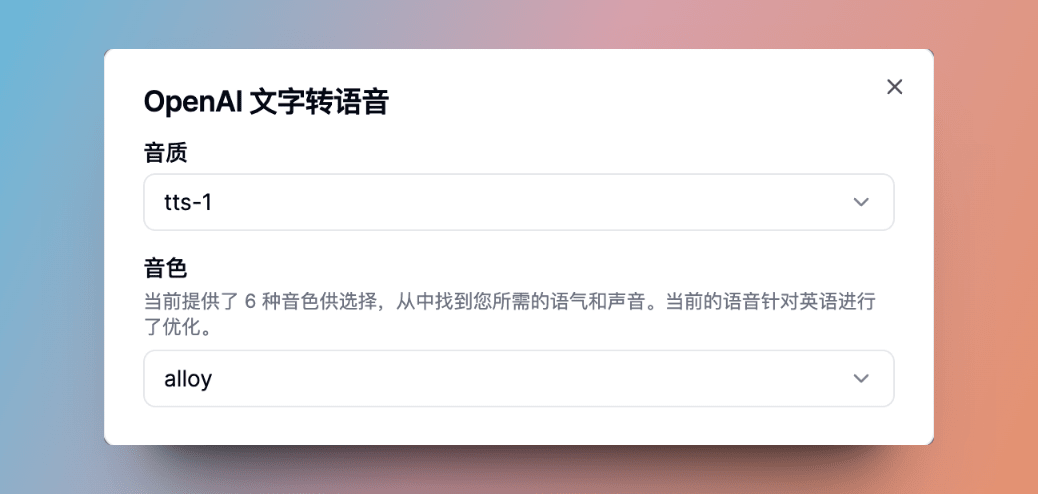 OpenAI 文字转语音
音质
tts-1
音色
当前提供了 6 种音色供选择，从中找到您所需的语气和声音。当前的语音针对英语进行
了优化。
alloy